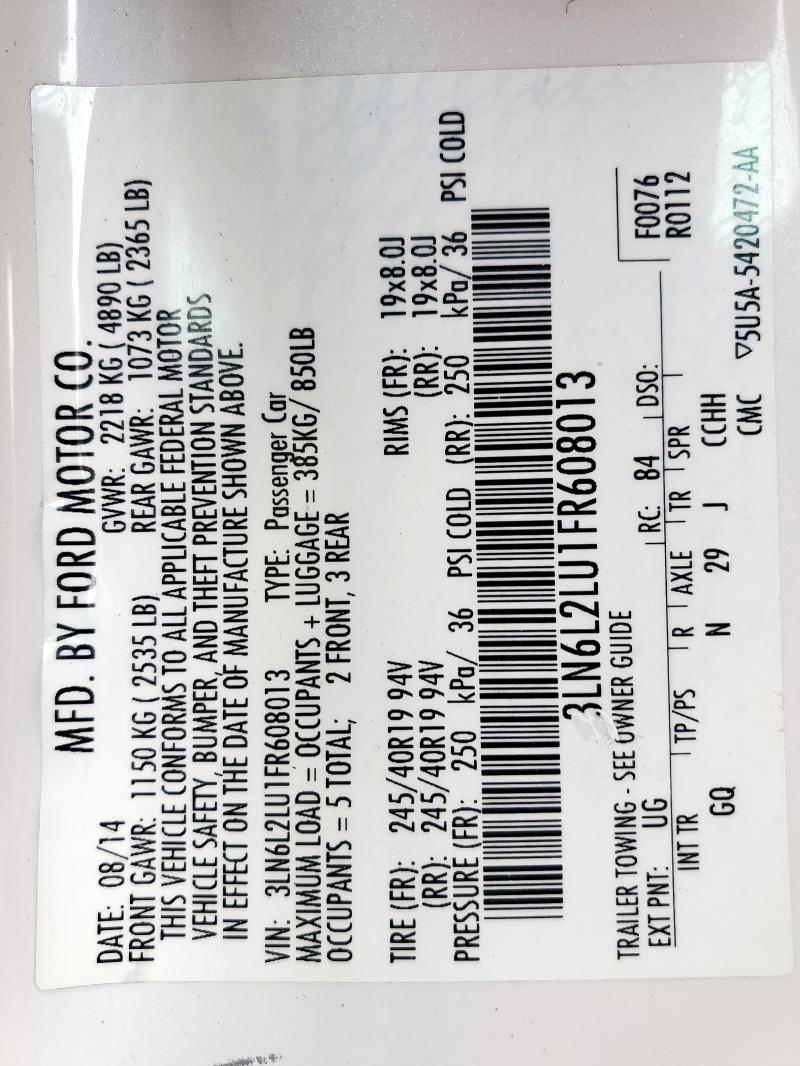 MFD. BY FORD MOTOR CO.
DATE: 08/14 GVWR: 2218 KG ( 4890 LB)
FRONT GAWR: 1150 KG ( 2535 LB) REAR GAWR: 1073 KG ( 2365 LB)
THIS VEHICLE CONFORMS TO ALL APPLICABLE FEDERAL MOTOR
VEHICLE SAFETY, BUMPER, AND THEFT PREVENTION STANDARDS
IN EFFECT ON THE DATE OF MANUFACTURE SHOWN ABOVE.
VIN: 3LN6L2LU1FR608013 TYPE: Passenger Car
MAXIMUM LOAD = OCCUPANTS + LUGGAGE = 385KG/ 850LB
OCCUPANTS = 5 TOTAL; 2 FRONT, 3 REAR
TIRE (FR): 245/40R19 94V RIMS (FR): 19x8.0J
(RR): 245/40R19 94V (RR): 19x8.0J
PRESSURE (FR): 250 kPa/ 36 PSI COLD (RR): 250 kPa/ 36 PSI COLD
3LN6L2LU1FR608013
TRAILER TOWING - SEE OWNER GUIDE F0076
EXT PNT: UG RC: 84 DSO: R0112
INT TR TP/PS R AXLE TR SPR
GQ N 29 J CCHH
CMC ▽5U5A-5420472-AA